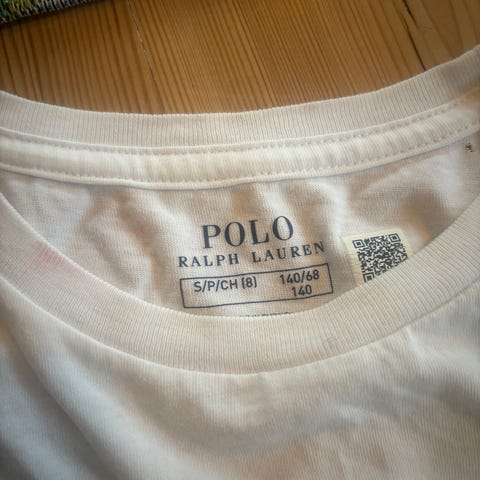 POLO
RALPH LAUREN
S/P/CH (8) 140/68
140